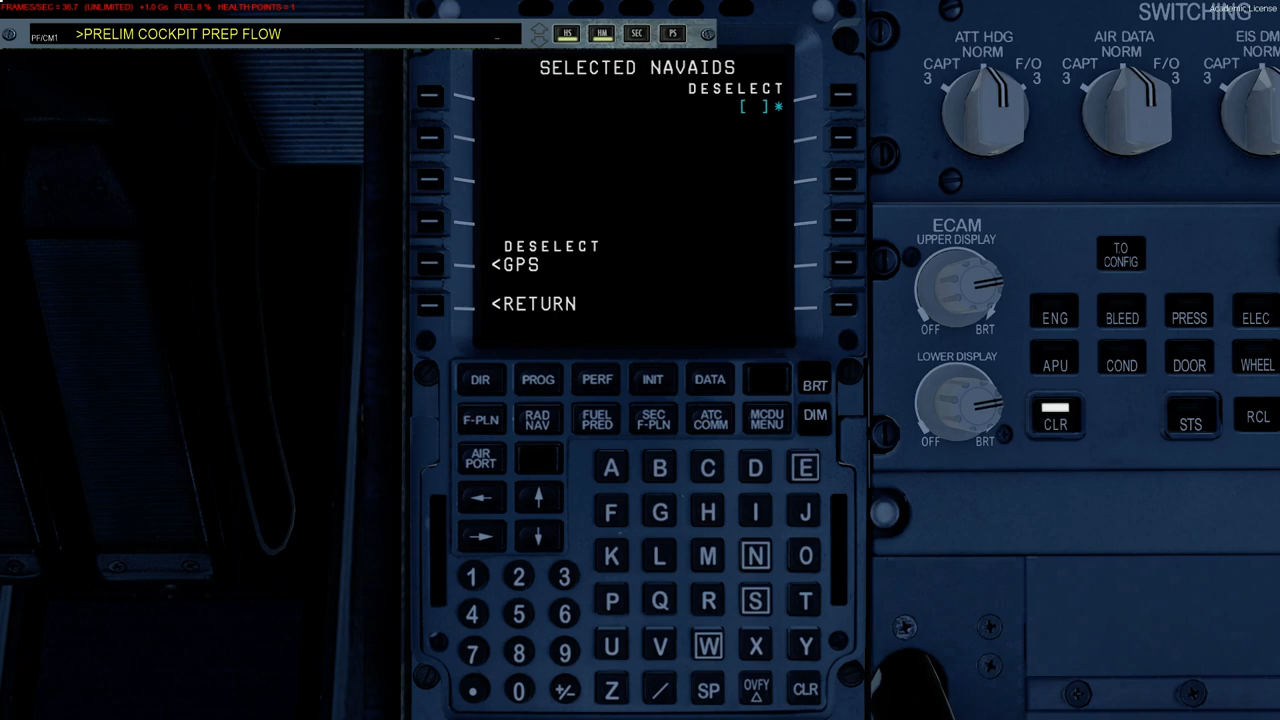 FRAMES/SEC = 36.7 (UNLIMITED) +1.0 Gs FUEL 8 % HEALTH POINTS = 1
Academic License
SWITCHING
PF/CM1 >PRELIM COCKPIT PREP FLOW
HS HM SEC PS
ATT HDG AIR DATA EIS DM
NORM NORM NORM
CAPT F/O CAPT F/O CAPT
3 3 3 3 3
SELECTED NAVAIDS
DESELECT
[ ]*
DESELECT
<GPS
<RETURN
ECAM
UPPER DISPLAY
OFF BRT
T.O
CONFIG
ENG BLEED PRESS ELEC
LOWER DISPLAY
OFF BRT
APU COND DOOR WHEEL
CLR STS RCL
DIR PROG PERF INIT DATA BRT
F-PLN RAD NAV FUEL PRED SEC F-PLN ATC COMM MCDU MENU DIM
AIR PORT
← ↑
→ ↓
A B C D E
F G H I J
K L M N O
1 2 3
P Q R S T
4 5 6
U V W X Y
7 8 9
Z / SP OVFY △ CLR
. 0 +/-